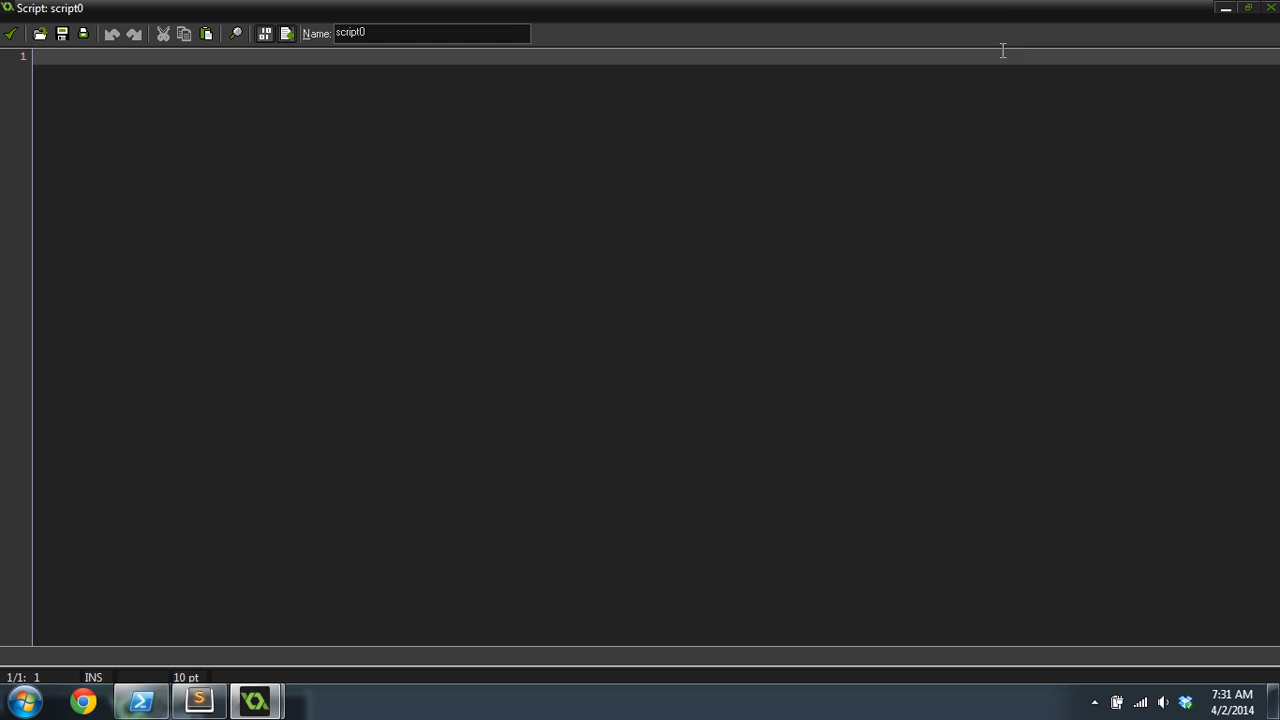 Script: script0
Name: script0
1
1/1: 1 INS 10 pt
7:31 AM
4/2/2014